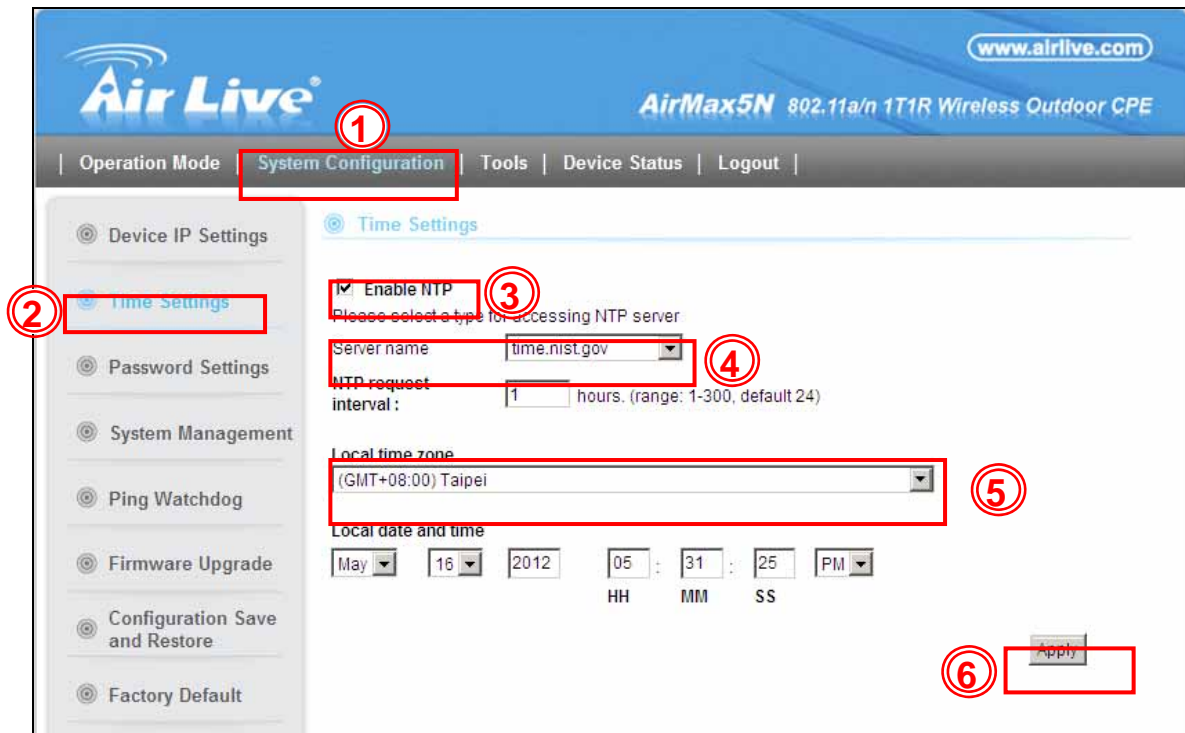 www.airlive.com
Air Live®
AirMax5N 802.11a/n 1T1R Wireless Outdoor CPE
1
| Operation Mode | System Configuration | Tools | Device Status | Logout |
Device IP Settings
Time Settings
Password Settings
System Management
Ping Watchdog
Firmware Upgrade
Configuration Save
and Restore
Factory Default
2
Time Settings
Enable NTP
3
Please select a type for accessing NTP server
Server name time.nist.gov
4
NTP request
interval : 1 hours. (range: 1-300, default 24)
Local time zone
(GMT+08:00) Taipei
5
Local date and time
May 16 2012 05 : 31 : 25 PM
HH MM SS
Apply
6